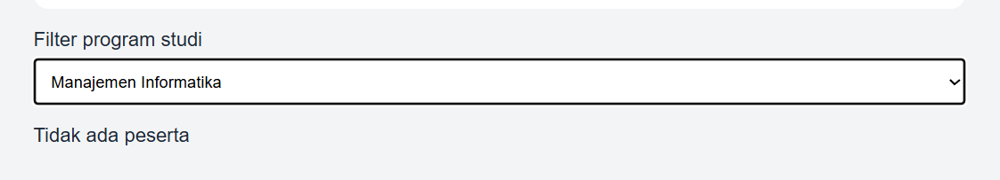 Filter program studi
Manajemen Informatika
Tidak ada peserta